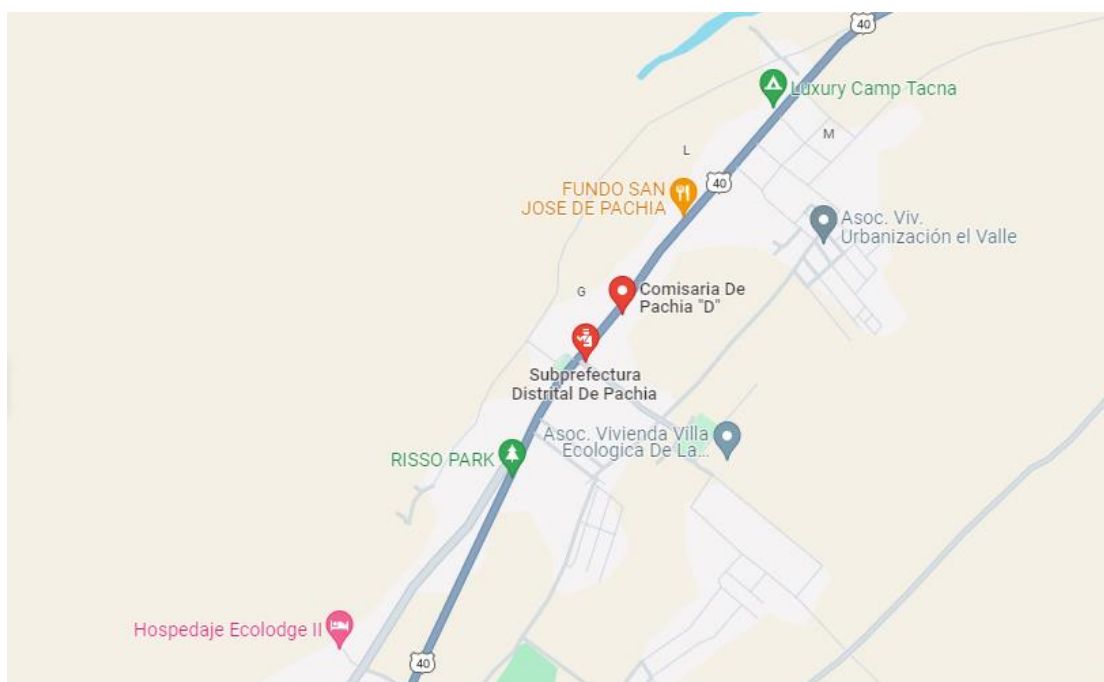 40
Luxury Camp Tacna
M
L
40
FUNDO SAN
JOSE DE PACHIA
Asoc. Viv.
Urbanización el Valle
G
Comisaria De
Pachia "D"
Subprefectura
Distrital De Pachia
Asoc. Vivienda Villa
Ecologica De La...
RISSO PARK
Hospedaje Ecolodge II
40